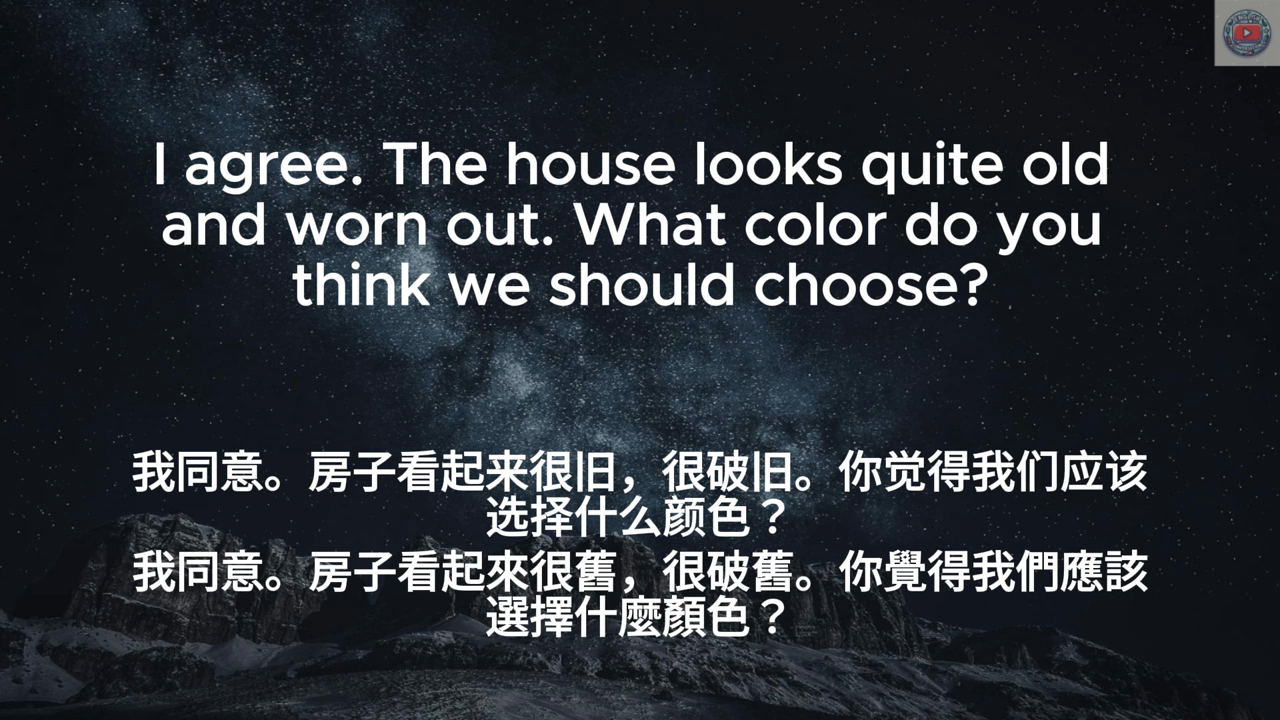 I agree. The house looks quite old
and worn out. What color do you
think we should choose?
我同意。房子看起来很旧，很破旧。你觉得我们应该
选择什么颜色？
我同意。房子看起來很舊，很破舊。你覺得我們應該
選擇什麼顏色？